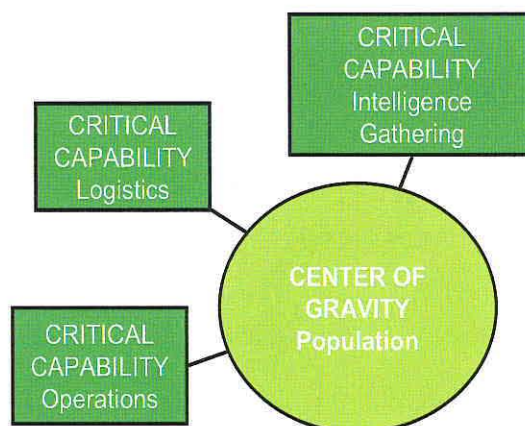 CRITICAL
CAPABILITY
Intelligence
Gathering
CRITICAL
CAPABILITY
Logistics
CENTER OF
GRAVITY
Population
CRITICAL
CAPABILITY
Operations